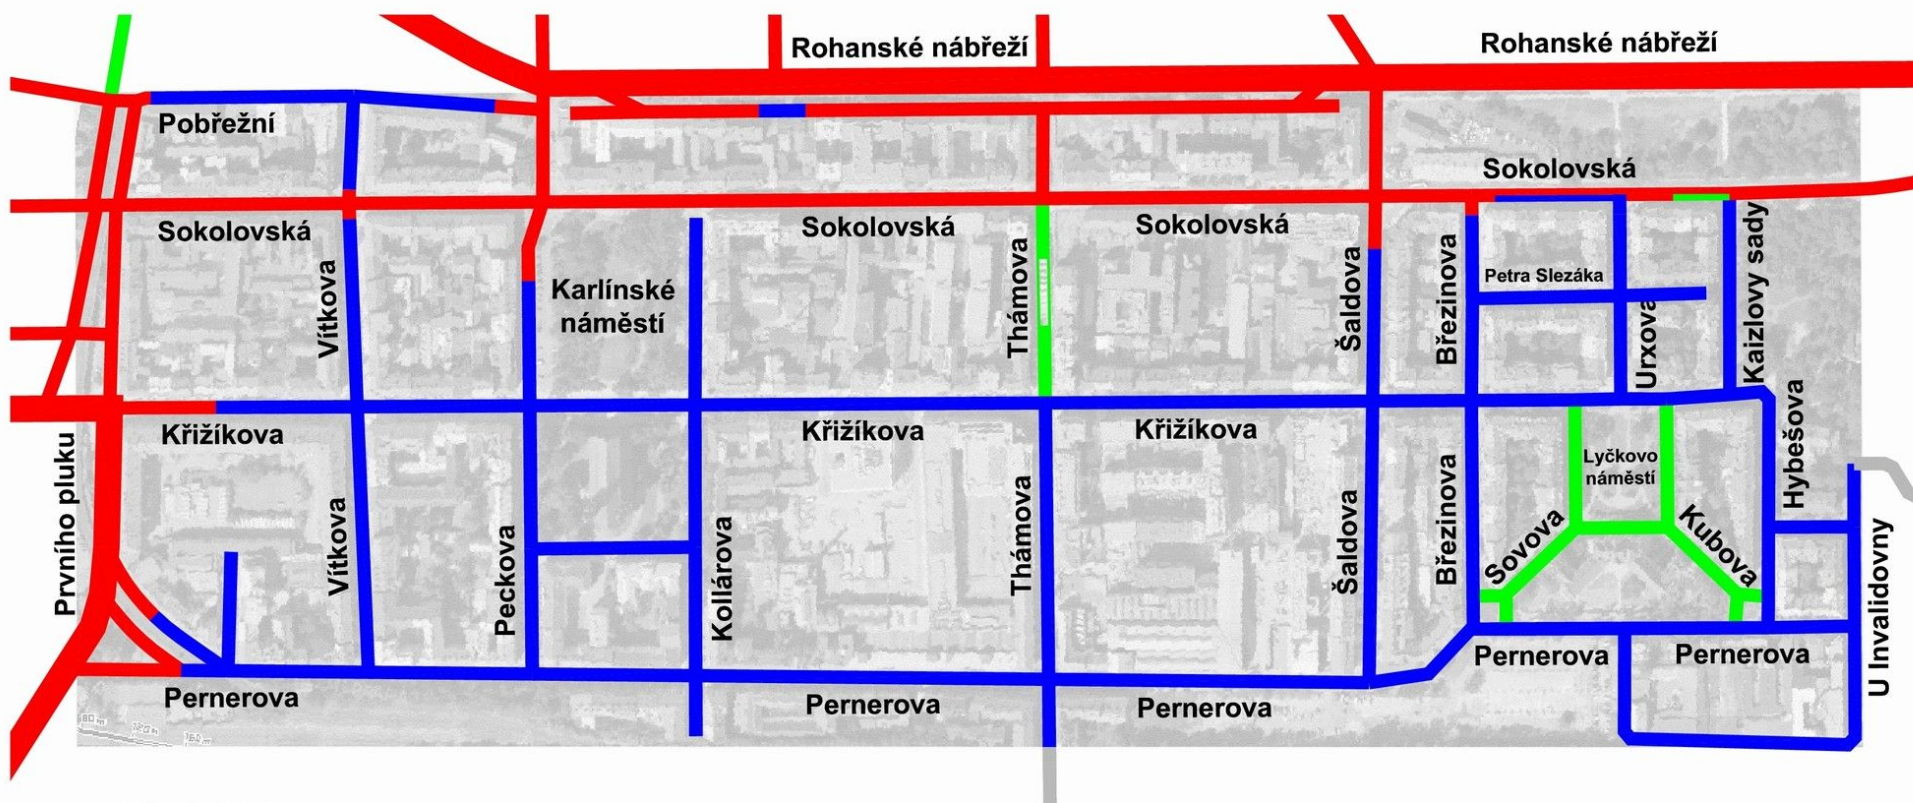 Rohanské nábřeží
Rohanské nábřeží
Pobřežní
Sokolovská
Sokolovská
Sokolovská
Sokolovská
Vítkova
Karlínské
náměstí
Thámova
Šaldova
Březinova
Petra Slezáka
Urxova
Kaizlovy sady
Křižíkova
Křižíkova
Křižíkova
Prvního pluku
Vítkova
Peckova
Kollárova
Thámova
Šaldova
Březinova
Lyčkovo
náměstí
Sovova
Kubova
Hybešova
U Invalidovny
Pernerova
Pernerova
Pernerova
Pernerova
Pernerova